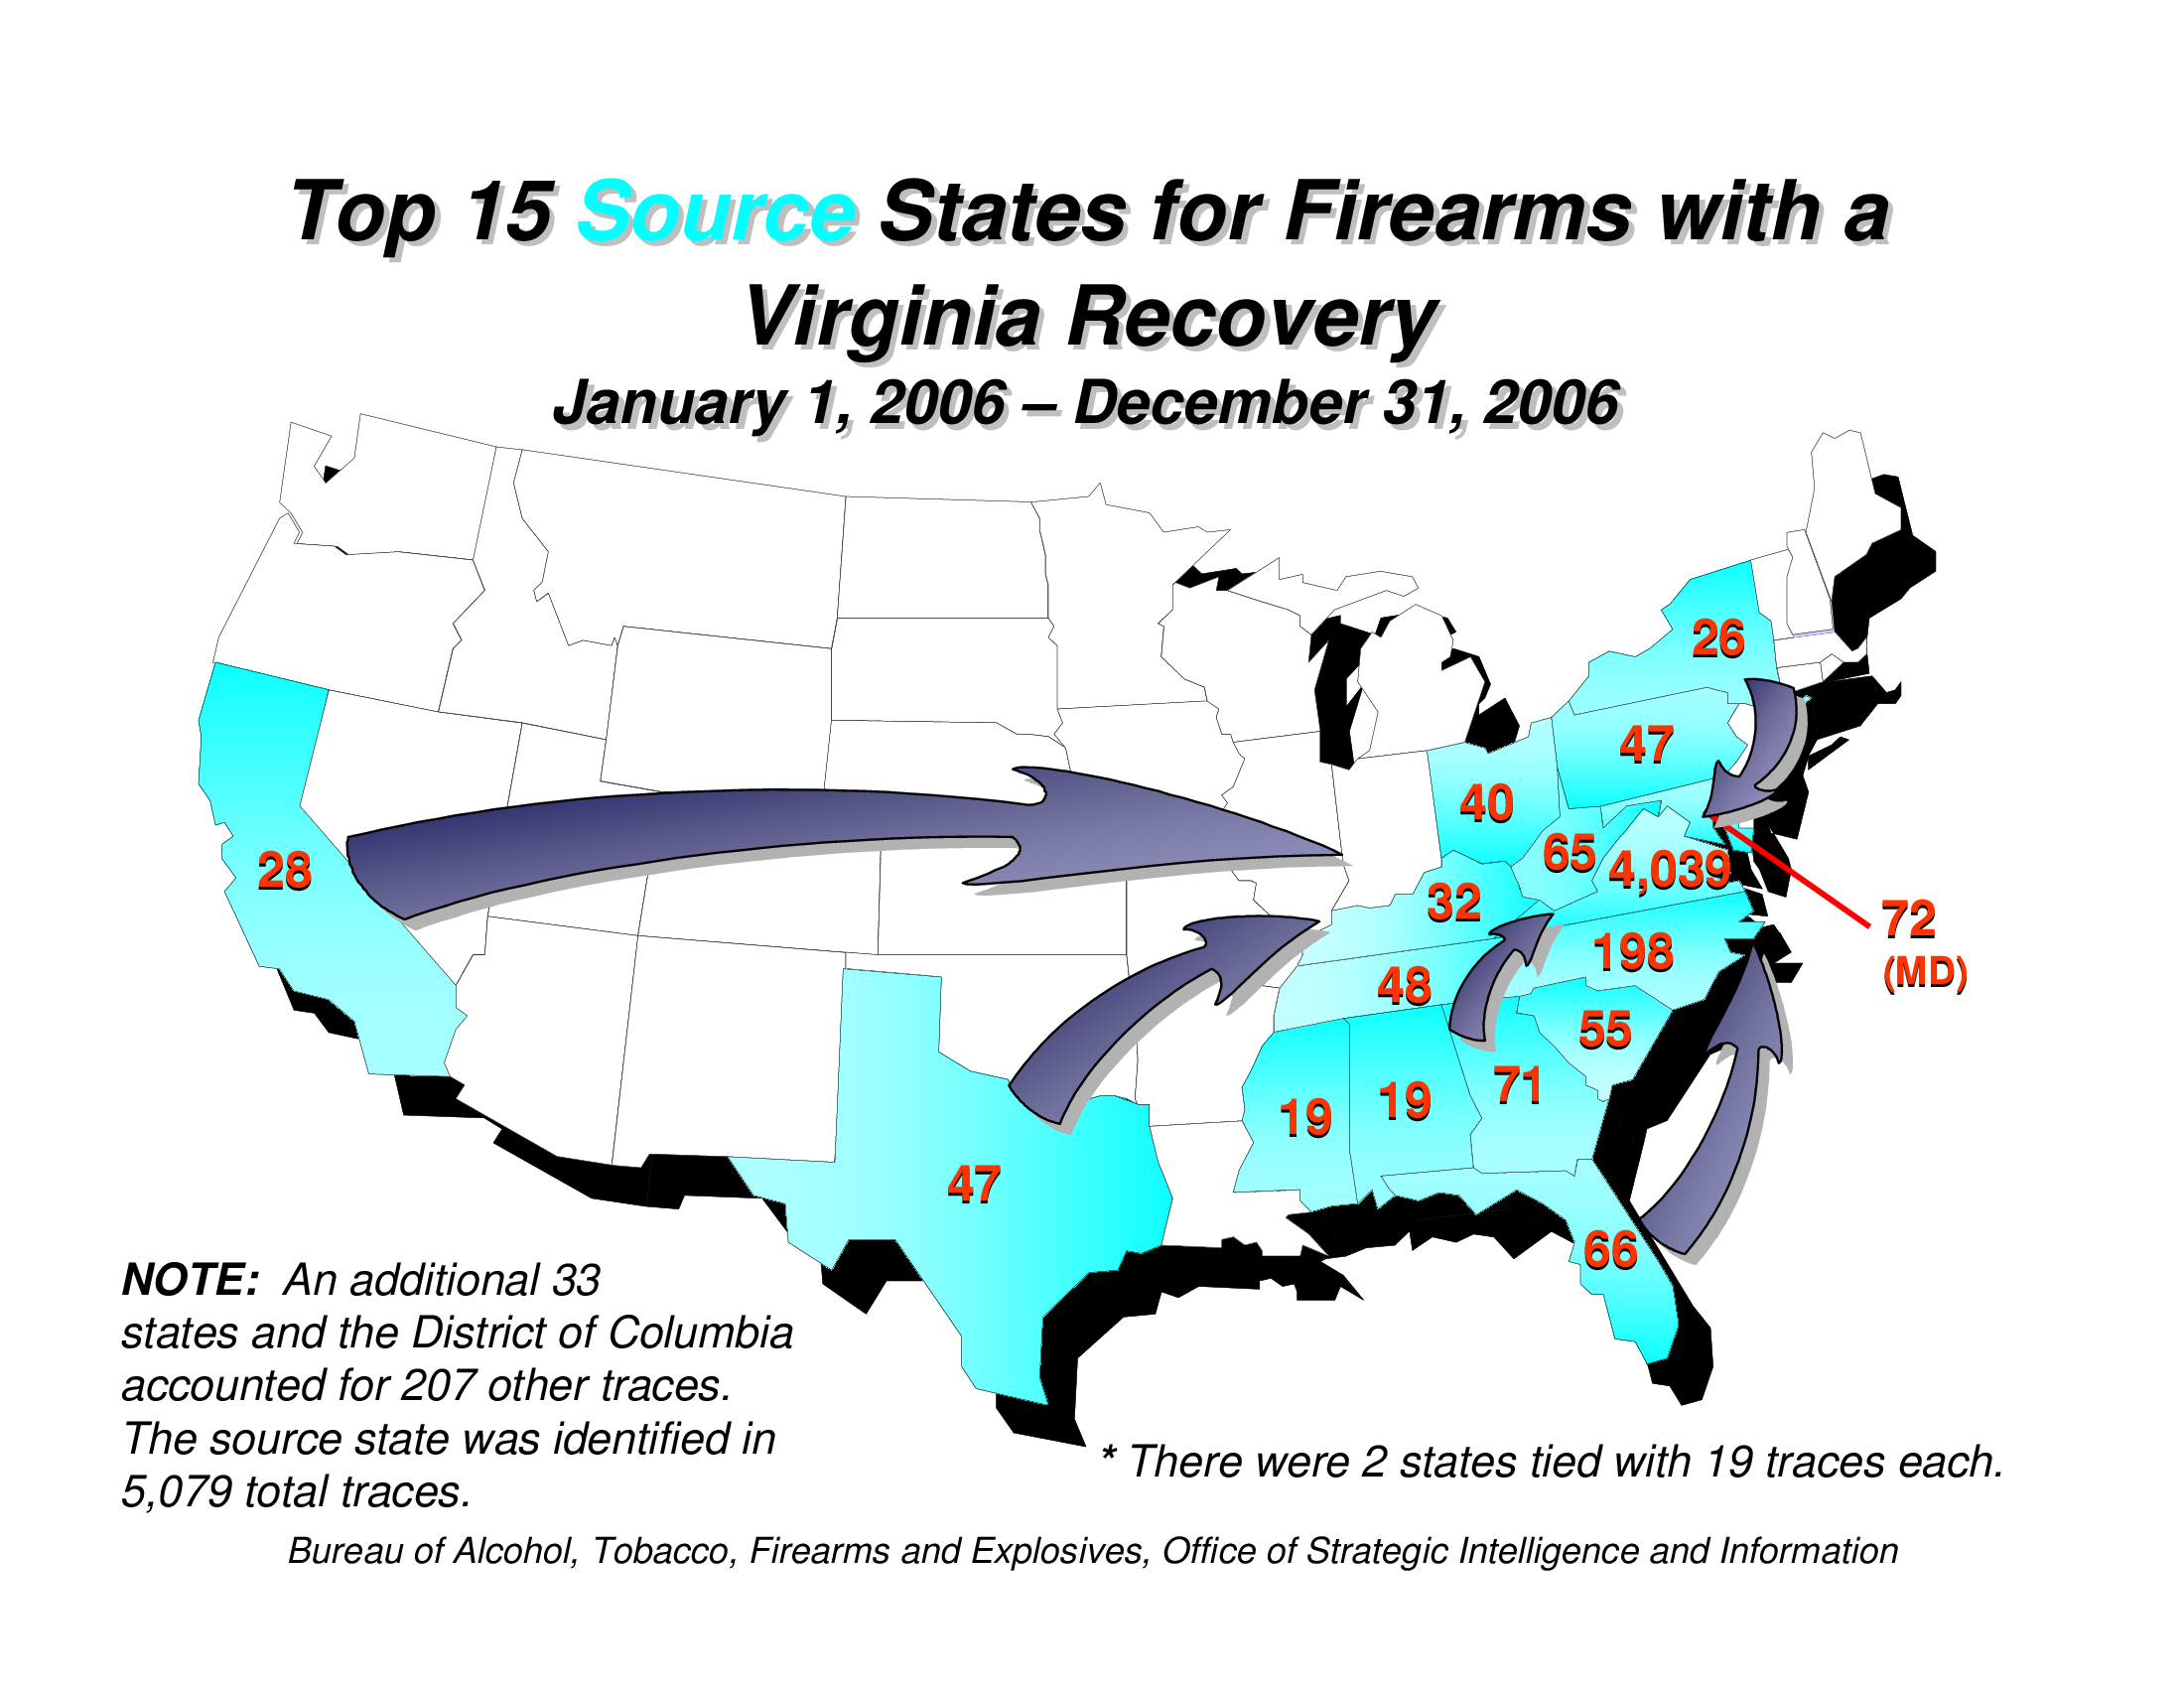 Top 15 Source States for Firearms with a
Virginia Recovery
January 1, 2006 – December 31, 2006
26
47
40
65
4,039
28
32
72
(MD)
198
48
55
71
19
19
47
66
NOTE: An additional 33
states and the District of Columbia
accounted for 207 other traces.
The source state was identified in
5,079 total traces.
* There were 2 states tied with 19 traces each.
Bureau of Alcohol, Tobacco, Firearms and Explosives, Office of Strategic Intelligence and Information